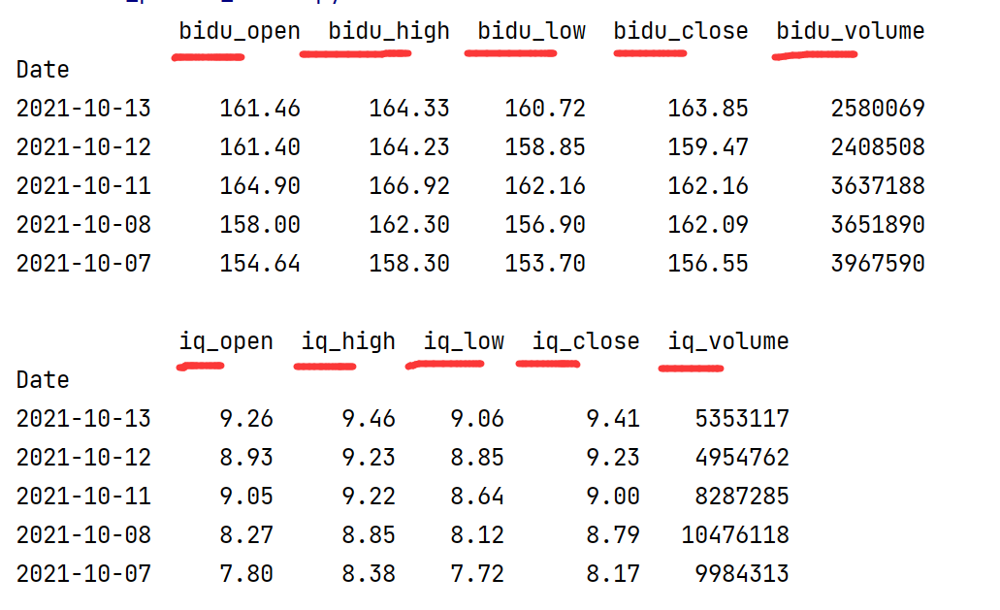 bidu_open bidu_high bidu_low bidu_close bidu_volume
Date
2021-10-13 161.46 164.33 160.72 163.85 2580069
2021-10-12 161.40 164.23 158.85 159.47 2408508
2021-10-11 164.90 166.92 162.16 162.16 3637188
2021-10-08 158.00 162.30 156.90 162.09 3651890
2021-10-07 154.64 158.30 153.70 156.55 3967590
iq_open iq_high iq_low iq_close iq_volume
Date
2021-10-13 9.26 9.46 9.06 9.41 5353117
2021-10-12 8.93 9.23 8.85 9.23 4954762
2021-10-11 9.05 9.22 8.64 9.00 8287285
2021-10-08 8.27 8.85 8.12 8.79 10476118
2021-10-07 7.80 8.38 7.72 8.17 9984313